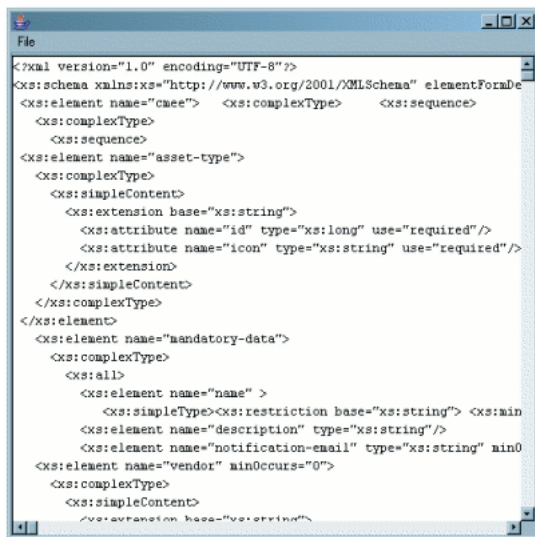 File
<?xml version="1.0" encoding="UTF-8"?>
<xs:schema xmlns:xs="http://www.w3.org/2001/XMLSchema" elementFormDe
<xs:element name="cmee">   <xs:complexType>     <xs:sequence>
<xs:complexType>
<xs:sequence>
<xs:element name="asset-type">
<xs:complexType>
<xs:simpleContent>
<xs:extension base="xs:string">
<xs:attribute name="id" type="xs:long" use="required"/>
<xs:attribute name="icon" type="xs:string" use="required"/>
</xs:extension>
</xs:simpleContent>
</xs:complexType>
</xs:element>
<xs:element name="mandatory-data">
<xs:complexType>
<xs:all>
<xs:element name="name" >
<xs:simpleType><xs:restriction base="xs:string"> <xs:min
<xs:element name="description" type="xs:string"/>
<xs:element name="notification-email" type="xs:string" minO
<xs:element name="vendor" minOccurs="0">
<xs:complexType>
<xs:simpleContent>
<xs:extension base="xs:string">